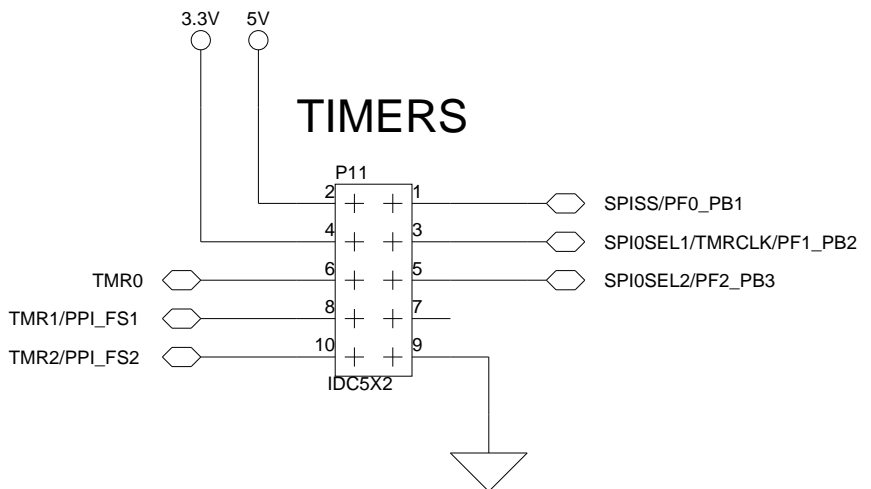 3.3V 5V
TIMERS
P11
2 1
SPISS/PF0_PB1
4 3
SPI0SEL1/TMRCLK/PF1_PB2
TMR0
6 5
SPI0SEL2/PF2_PB3
TMR1/PPI_FS1
8 7
TMR2/PPI_FS2
10 9
IDC5X2